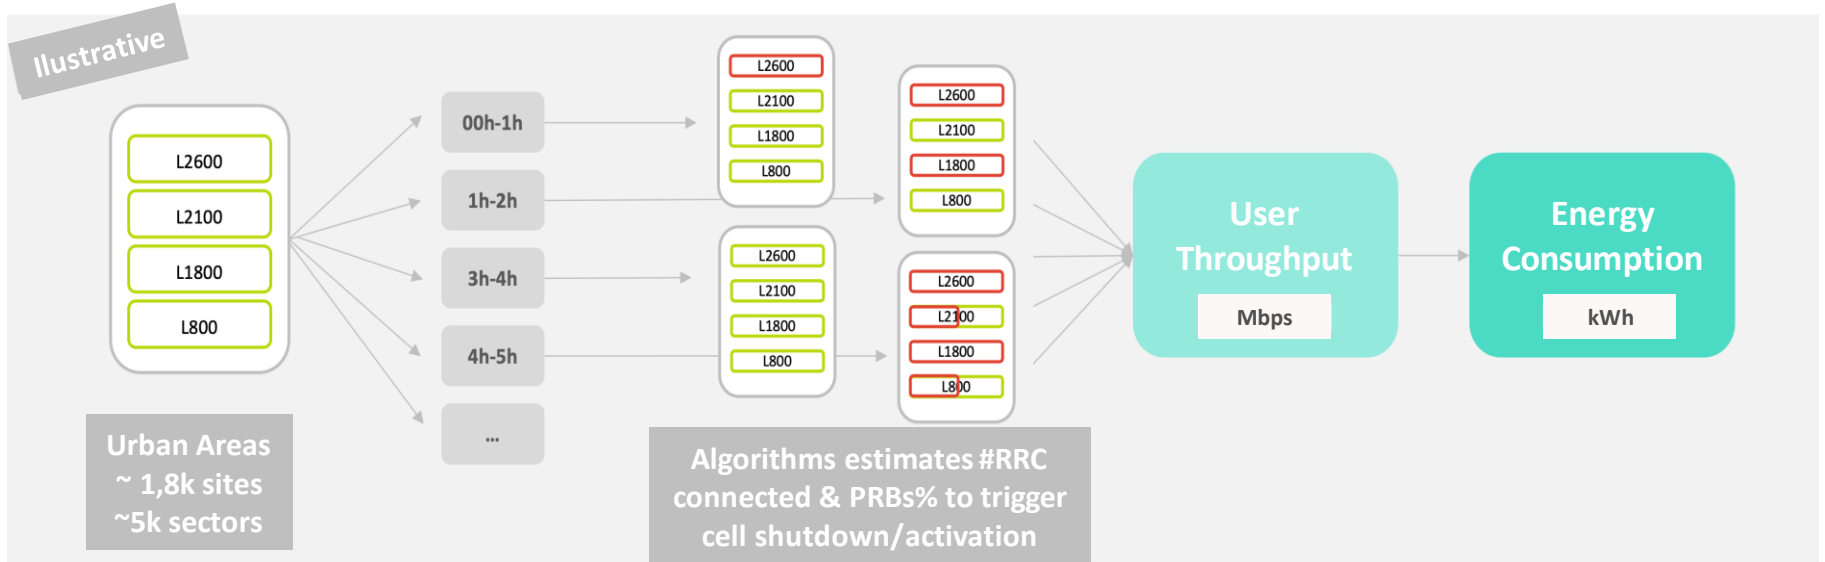 Ilustrative
L2600
L2100
L1800
L800
Urban Areas
~ 1,8k sites
~5k sectors
00h-1h
1h-2h
3h-4h
4h-5h
...
L2600
L2100
L1800
L800
L2600
L2100
L1800
L800
L2600
L2100
L1800
L800
L2600
L2100
L1800
L800
Algorithms estimates #RRC
connected & PRBs% to trigger
cell shutdown/activation
User
Throughput
Mbps
Energy
Consumption
kWh